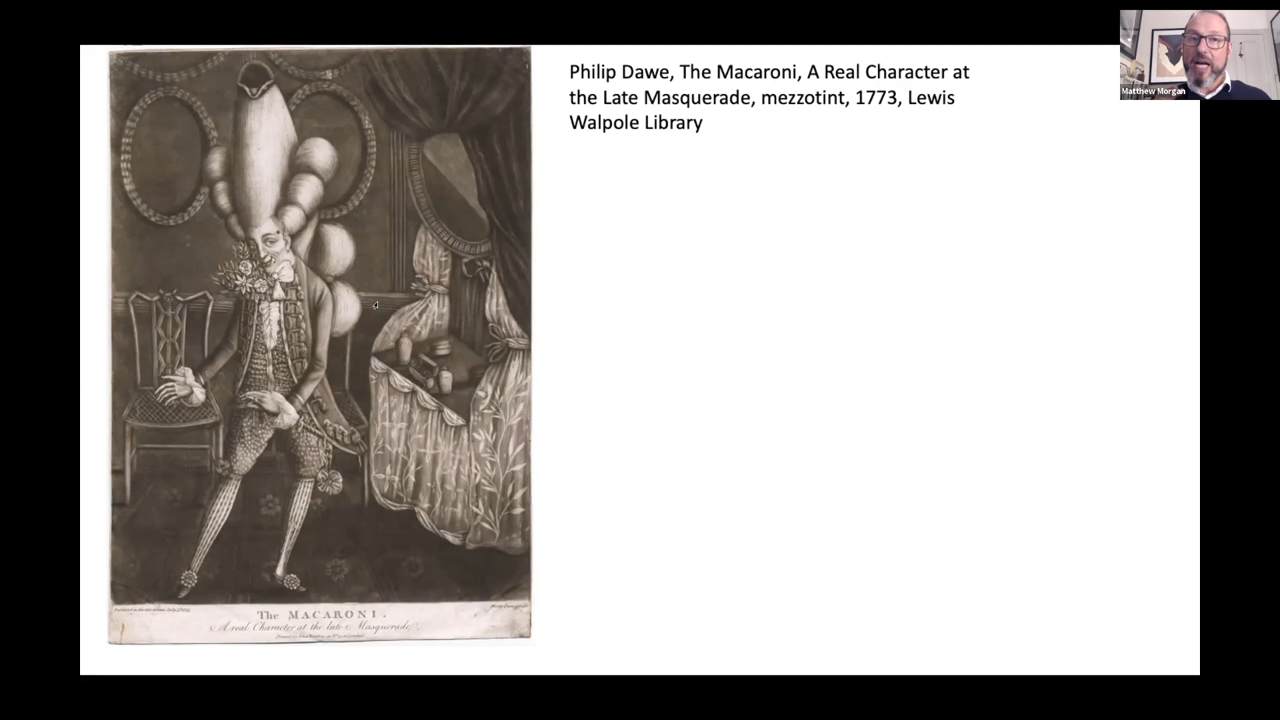 Philip Dawe, The Macaroni, A Real Character at
the Late Masquerade, mezzotint, 1773, Lewis
Walpole Library
Matthew Morgan
The MACARONI.
A real Character at the late Masquerade.